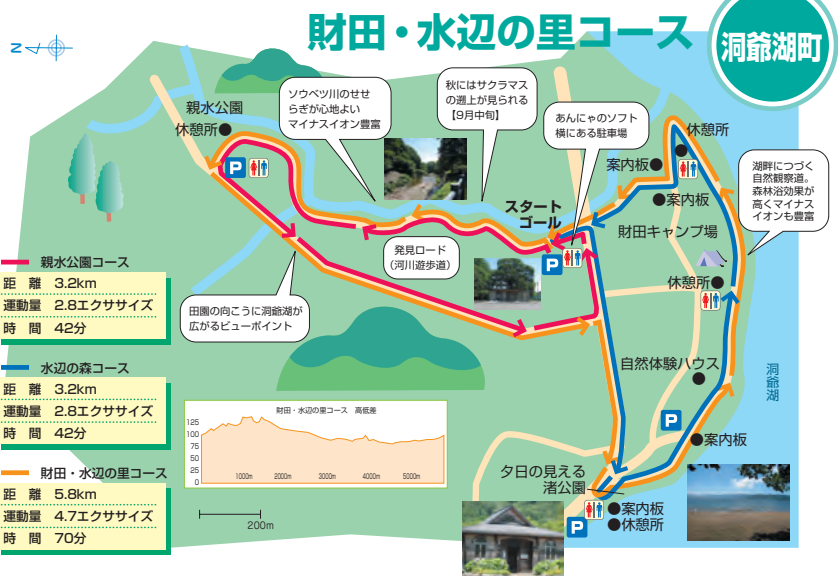 財田・水辺の里コース
洞爺湖町
N
親水公園
休憩所
P
ソウベツ川のせせ
らぎが心地よい
マイナスイオン豊富
秋にはサクラマス
の遡上が見られる
【9月中旬】
あんにゃのソフト
横にある駐車場
休憩所
案内板
案内板
財田キャンプ場
湖畔につづく
自然観察道。
森林浴効果が
高くマイナス
イオンも豊富
スタート
ゴール
P
発見ロード
(河川遊歩道)
休憩所
田園の向こうに洞爺湖が
広がるビューポイント
自然体験ハウス
洞爺湖
P
案内板
夕日の見える
渚公園
P
案内板
休憩所
親水公園コース
距 離 3.2km
運動量 2.8エクササイズ
時 間 42分
水辺の森コース
距 離 3.2km
運動量 2.8エクササイズ
時 間 42分
財田・水辺の里コース
距 離 5.8km
運動量 4.7エクササイズ
時 間 70分
財田・水辺の里コース 高低差
125
100
75
50
25
0
1000m 2000m 3000m 4000m 5000m
200m